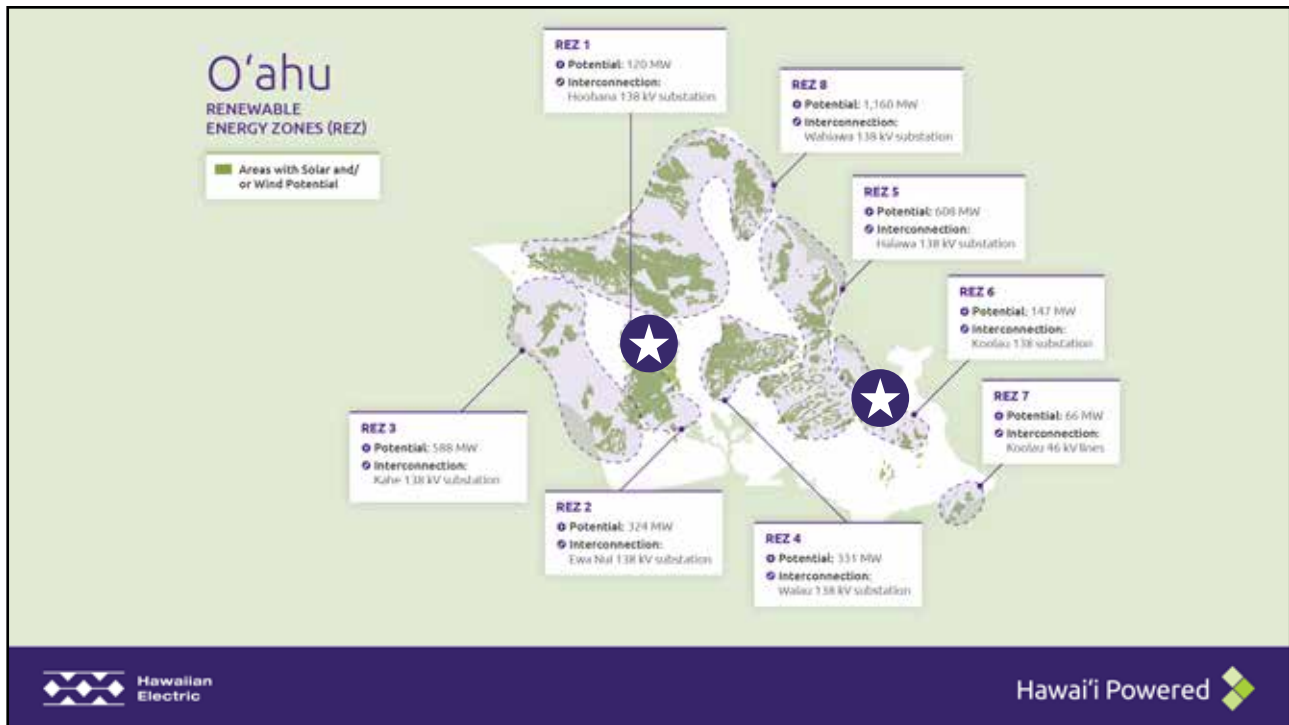 O‘ahu
RENEWABLE
ENERGY ZONES (REZ)
Areas with Solar and/
or Wind Potential
REZ 1
Potential: 120 MW
Interconnection:
Hoohana 138 kV substation
REZ 8
Potential: 1,160 MW
Interconnection:
Wahiawa 138 kV substation
REZ 5
Potential: 608 MW
Interconnection:
Halawa 138 kV substation
REZ 6
Potential: 147 MW
Interconnection:
Koolau 138 substation
REZ 7
Potential: 66 MW
Interconnection:
Koolau 46 kV lines
REZ 3
Potential: 588 MW
Interconnection:
Kahe 138 kV substation
REZ 2
Potential: 324 MW
Interconnection:
Ewa Nui 138 kV substation
REZ 4
Potential: 331 MW
Interconnection:
Waiau 138 kV substation
Hawaiian
Electric
Hawai‘i Powered